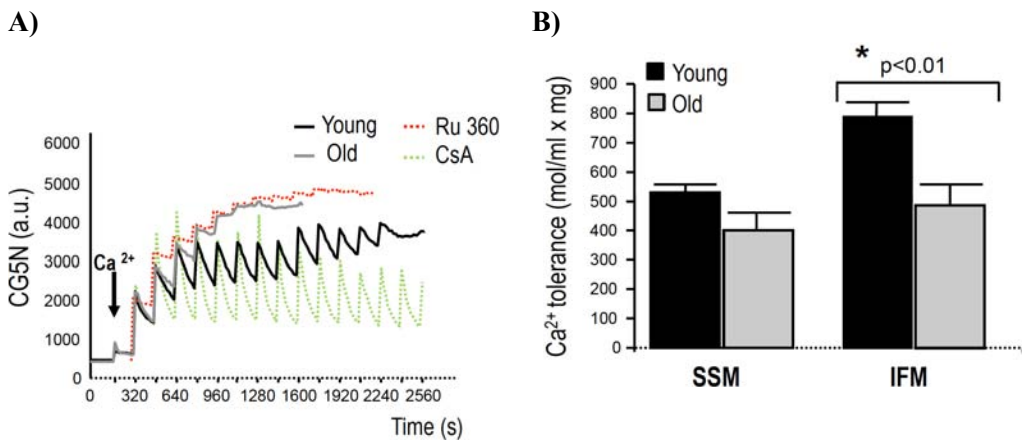 A)
B)
Young
Ru 360
Old
CsA
CG5N (a.u.)
6000
5000
4000
3000
2000
1000
0
Ca 2+
0 320 640 960 1280 1600 1920 2240 2560
Time (s)
* p<0.01
Young
Old
Ca2+ tolerance (mol/ml x mg)
900
800
700
600
500
400
300
200
100
0
SSM IFM